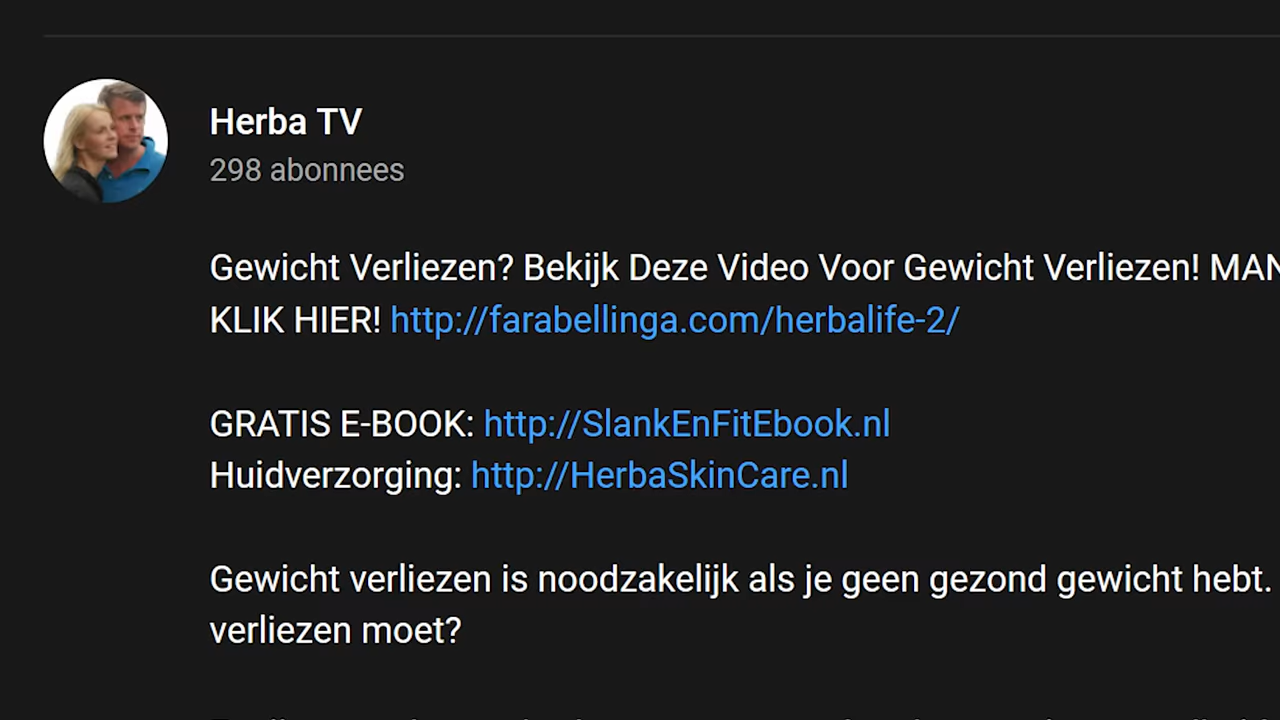 Herba TV
298 abonnees
Gewicht Verliezen? Bekijk Deze Video Voor Gewicht Verliezen! MAN
KLIK HIER! http://farabellinga.com/herbalife-2/
GRATIS E-BOOK: http://SlankEnFitEbook.nl
Huidverzorging: http://HerbaSkinCare.nl
Gewicht verliezen is noodzakelijk als je geen gezond gewicht hebt.
verliezen moet?